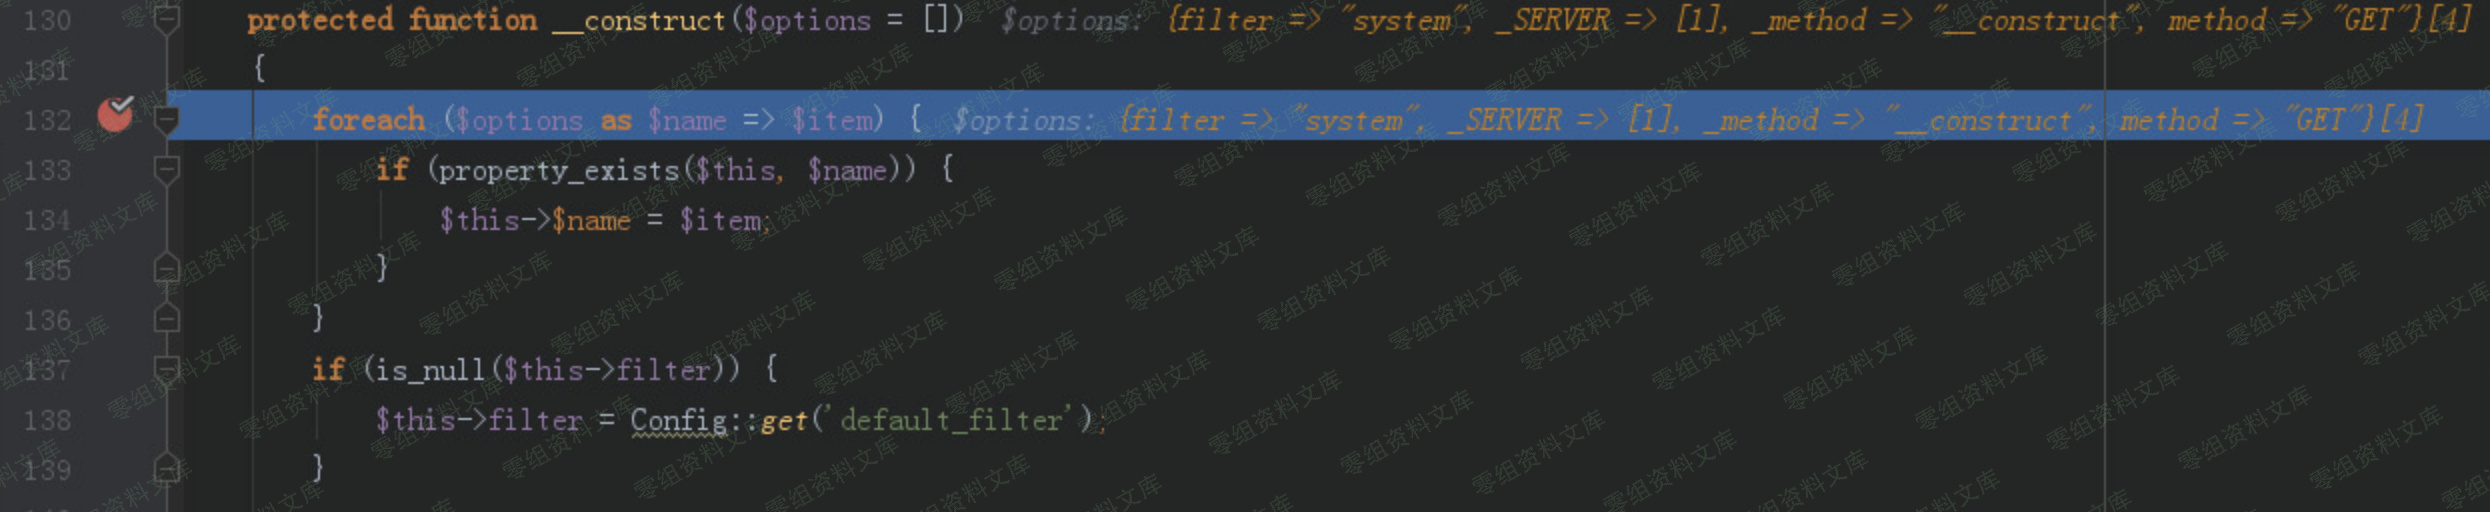 130 protected function __construct($options = []) $options: {filter => "system", _SERVER => [1], _method => "__construct", method => "GET"}[4]
131 {
132 foreach ($options as $name => $item) { $options: {filter => "system", _SERVER => [1], _method => "__construct", method => "GET"}[4]
133 if (property_exists($this, $name)) {
134 $this->$name = $item;
135 }
136 }
137 if (is_null($this->filter)) {
138 $this->filter = Config::get('default_filter');
139 }
零组资料文库